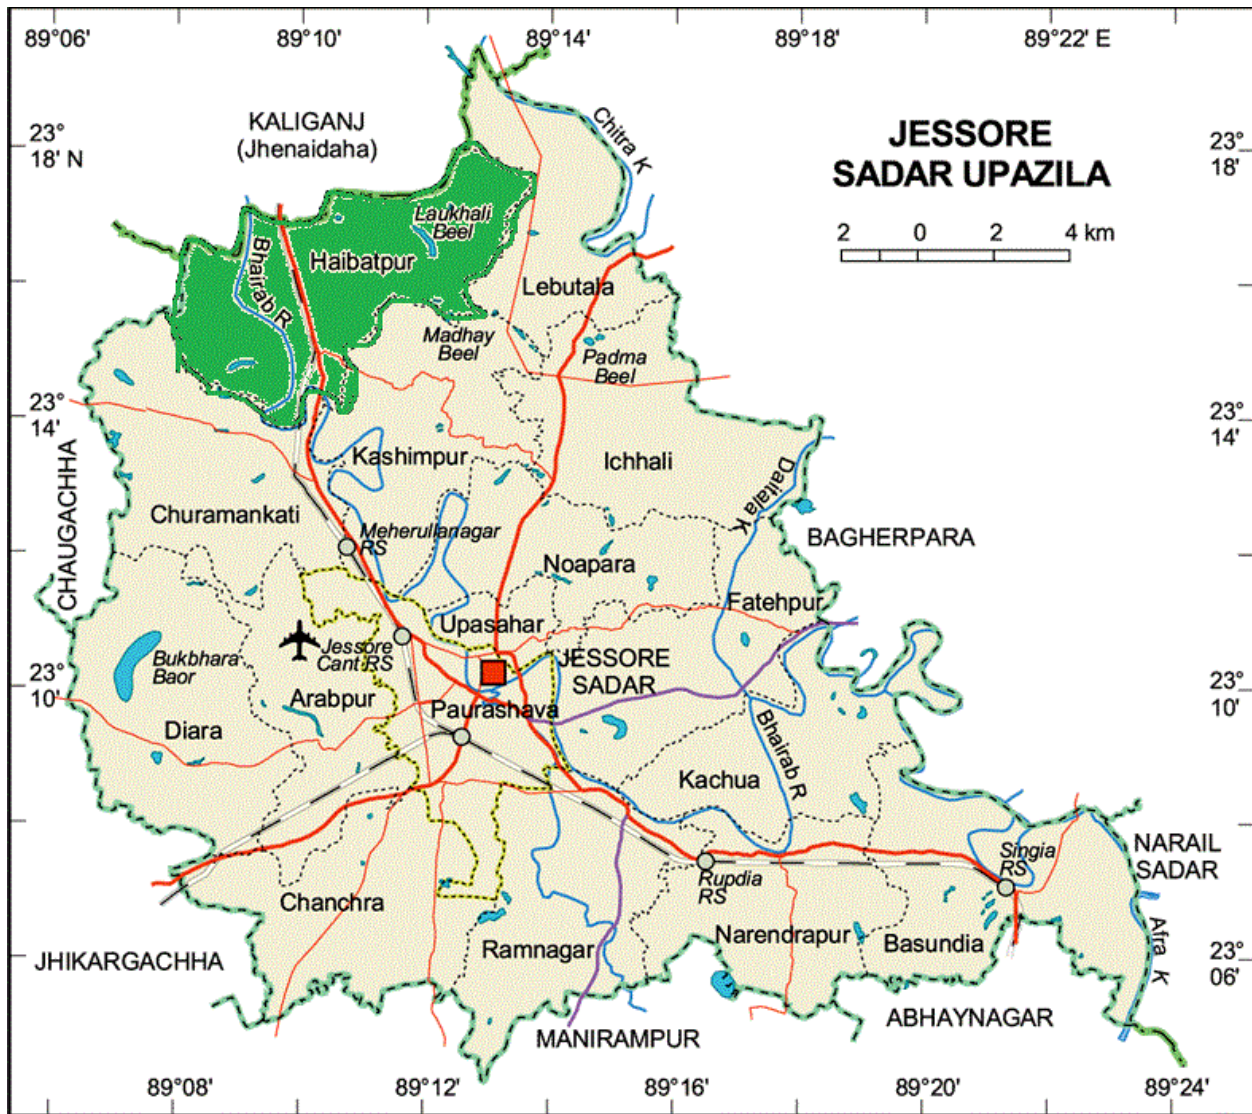 89°06'
89°10'
89°14'
89°18'
89°22' E
KALIGANJ
(Jhenaidaha)
23°
18' N
Chitra K
JESSORE
SADAR UPAZILA
23°
18'
2 0 2 4 km
Laukhali
Beel
Haibatpur
Bhairab R
Lebutala
Madhay
Beel
Padma
Beel
23°
14'
23°
14'
Kashimpur
Ichhali
Daitala K
CHAUGACHHA
Churamankati
Meherullanagar
RS
BAGHERPARA
Noapara
Fatehpur
Upasahar
Jessore
Cant RS
JESSORE
SADAR
Bukbhara
Baor
23°
10'
Arabpur
Paurashava
23°
10'
Diara
Bhairab R
Kachua
Singia
RS
NARAIL
SADAR
Rupdia
RS
Chanchra
Ramnagar
Narendrapur
Basundia
Afra K
JHIKARGACHHA
23°
06'
MANIRAMPUR
ABHAYNAGAR
89°08'
89°12'
89°16'
89°20'
89°24'